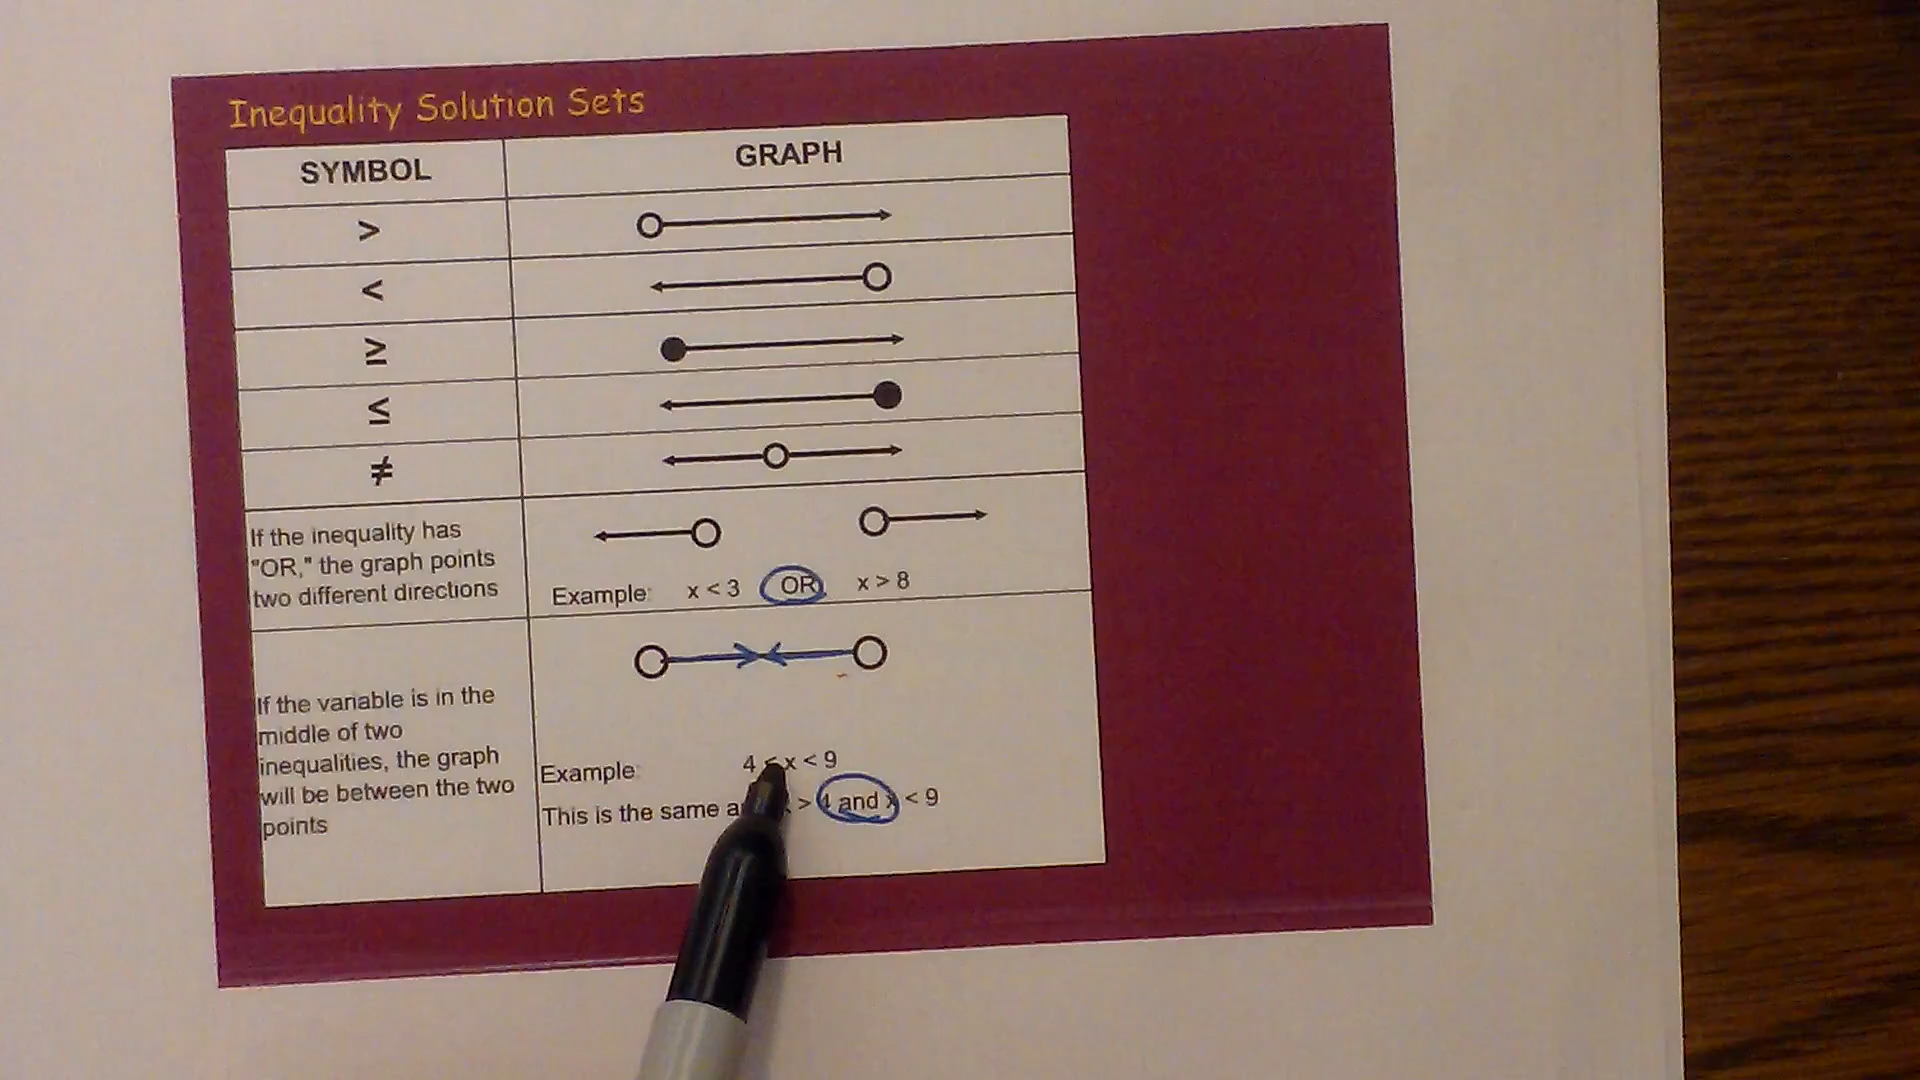 Inequality Solution Sets
SYMBOL GRAPH
>
<
≥
≤
≠
If the inequality has
"OR," the graph points
two different directions
Example: x < 3 OR x > 8
If the variable is in the
middle of two
inequalities, the graph
will be between the two
points
Example: 4 < x < 9
This is the same > 4 and x < 9